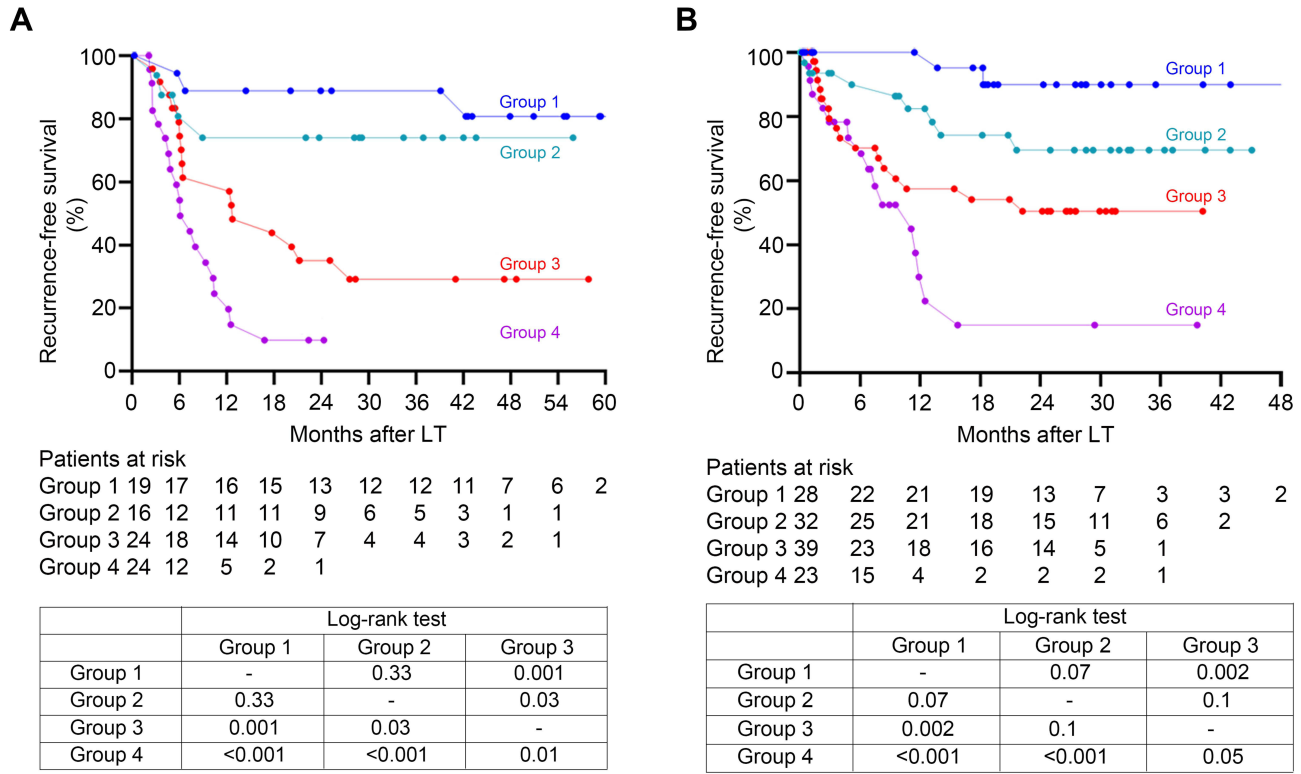 A
Recurrence-free survival
(%)
100
80
60
40
20
0
Group 1
Group 2
Group 3
Group 4
0 6 12 18 24 30 36 42 48 54 60
Months after LT
Patients at risk
Group 1 19 17 16 15 13 12 12 11 7 6 2
Group 2 16 12 11 11 9 6 5 3 1 1
Group 3 24 18 14 10 7 4 4 3 2 1
Group 4 24 12 5 2 1
Log-rank test
Group 1 Group 2 Group 3
Group 1 - 0.33 0.001
Group 2 0.33 - 0.03
Group 3 0.001 0.03 -
Group 4 <0.001 <0.001 0.01
B
Recurrence-free survival
(%)
100
80
60
40
20
0
Group 1
Group 2
Group 3
Group 4
0 6 12 18 24 30 36 42 48
Months after LT
Patients at risk
Group 1 28 22 21 19 13 7 3 3 2
Group 2 32 25 21 18 15 11 6 2
Group 3 39 23 18 16 14 5 1
Group 4 23 15 4 2 2 2 1
Log-rank test
Group 1 Group 2 Group 3
Group 1 - 0.07 0.002
Group 2 0.07 - 0.1
Group 3 0.002 0.1 -
Group 4 <0.001 <0.001 0.05